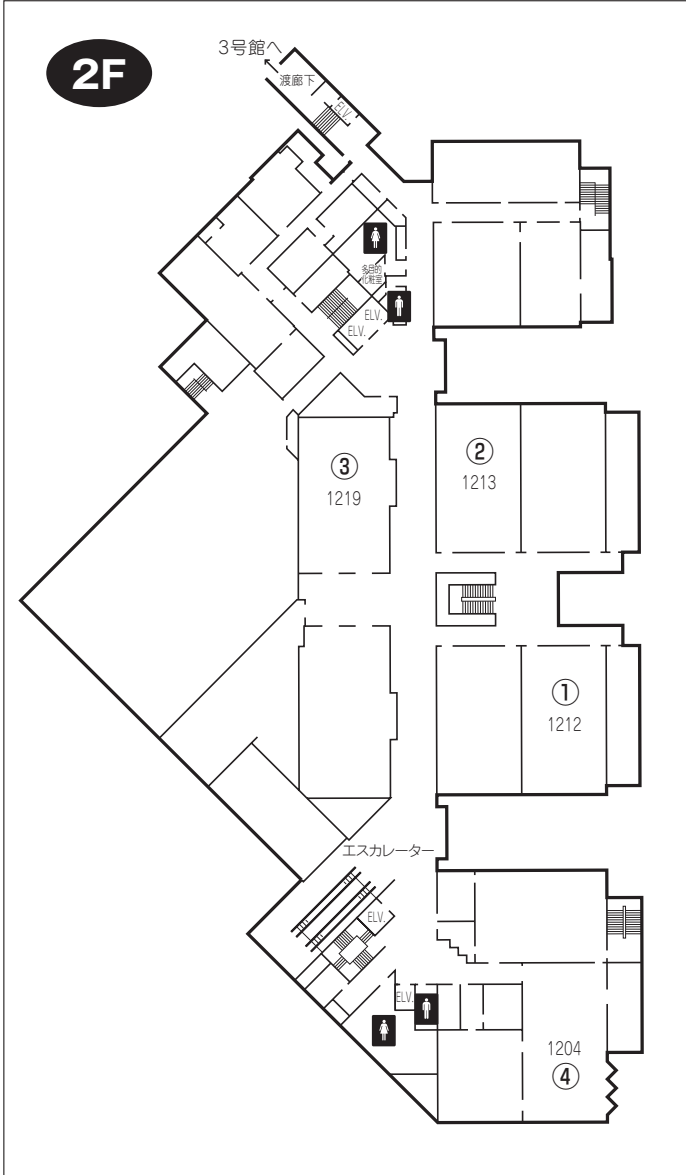 2F
3号館へ
渡廊下
ELV.
多目的
化粧室
ELV.
ELV.
③
1219
②
1213
①
1212
エスカレーター
ELV.
ELV.
1204
④